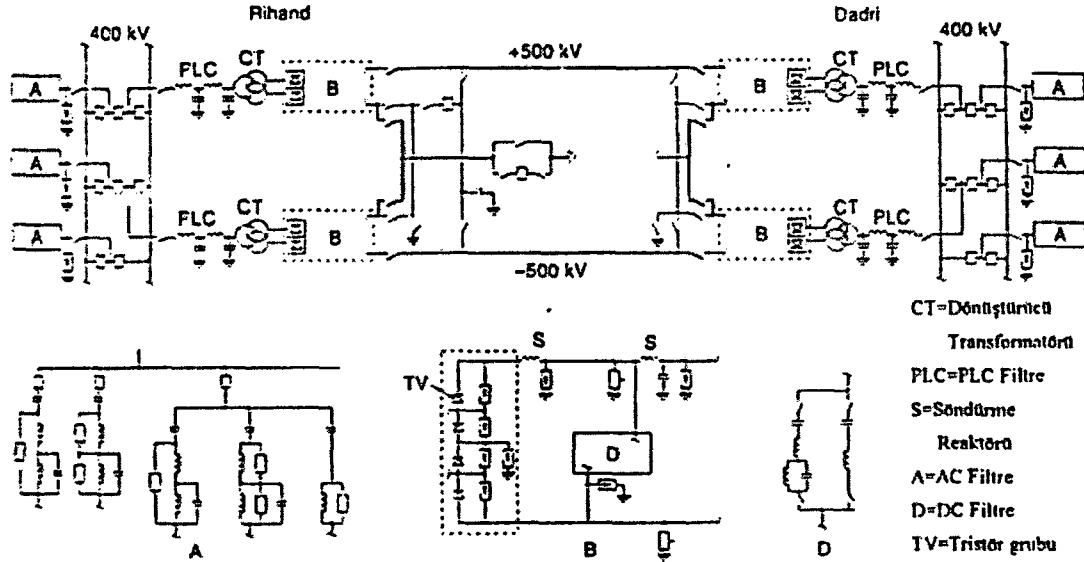 Rihand
Dadri
400 kV
400 kV
+500 kV
CT
PLC
CT
PLC
A
B
B
A
A
A
PLC
CT
CT
PLC
A
B
B
A
−500 kV
CT=Dönüştürücü
Transformatörü
PLC=PLC Filtre
S=Söndürme
Reaktörü
A=AC Filtre
D=DC Filtre
TV=Tristör grubu
S
S
TV
D
A
B
D